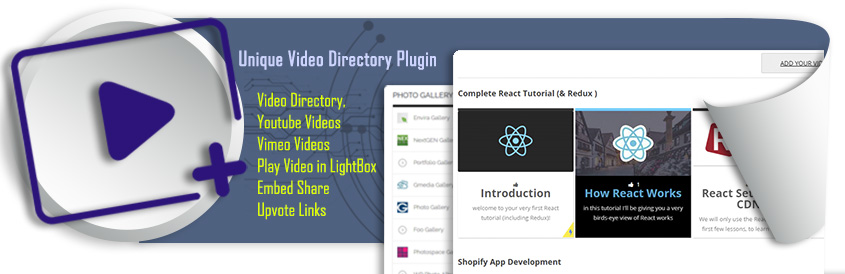 Unique Video Directory Plugin
Video Directory,
Youtube Videos
Vimeo Videos
Play Video in LightBox
Embed Share
Upvote Links
PHOTO GALLERY
Envira Gallery
NextGEN Gallery
Portfolio Gallery
Gmedia Gallery
Photo Gallery
Foo Gallery
Photospace
ADD YOUR
Complete React Tutorial (& Redux )
Introduction
welcome to your very first React
tutorial (including Redux)!
1
How React Works
in this tutorial I'll be giving you a very
birds-eye view of React works
React
CDN
We will only use the
first few lessons, to learn
Shopify App Development